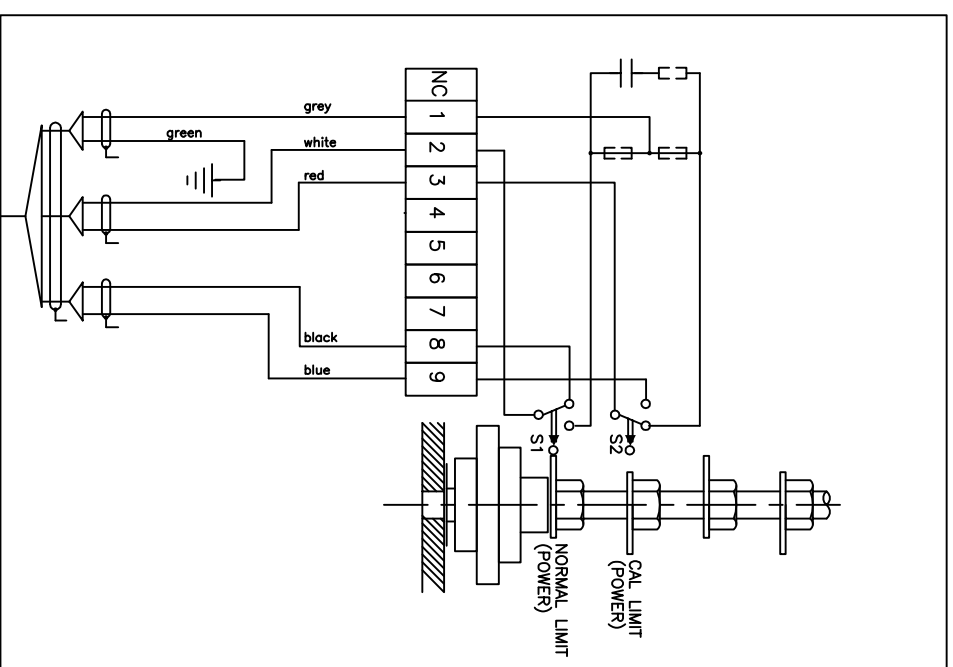 NC
grey
1
green
white
2
red
3
4
5
6
7
black
8
blue
9
S1
S2
NORMAL LIMIT
(POWER)
CAL LIMIT
(POWER)